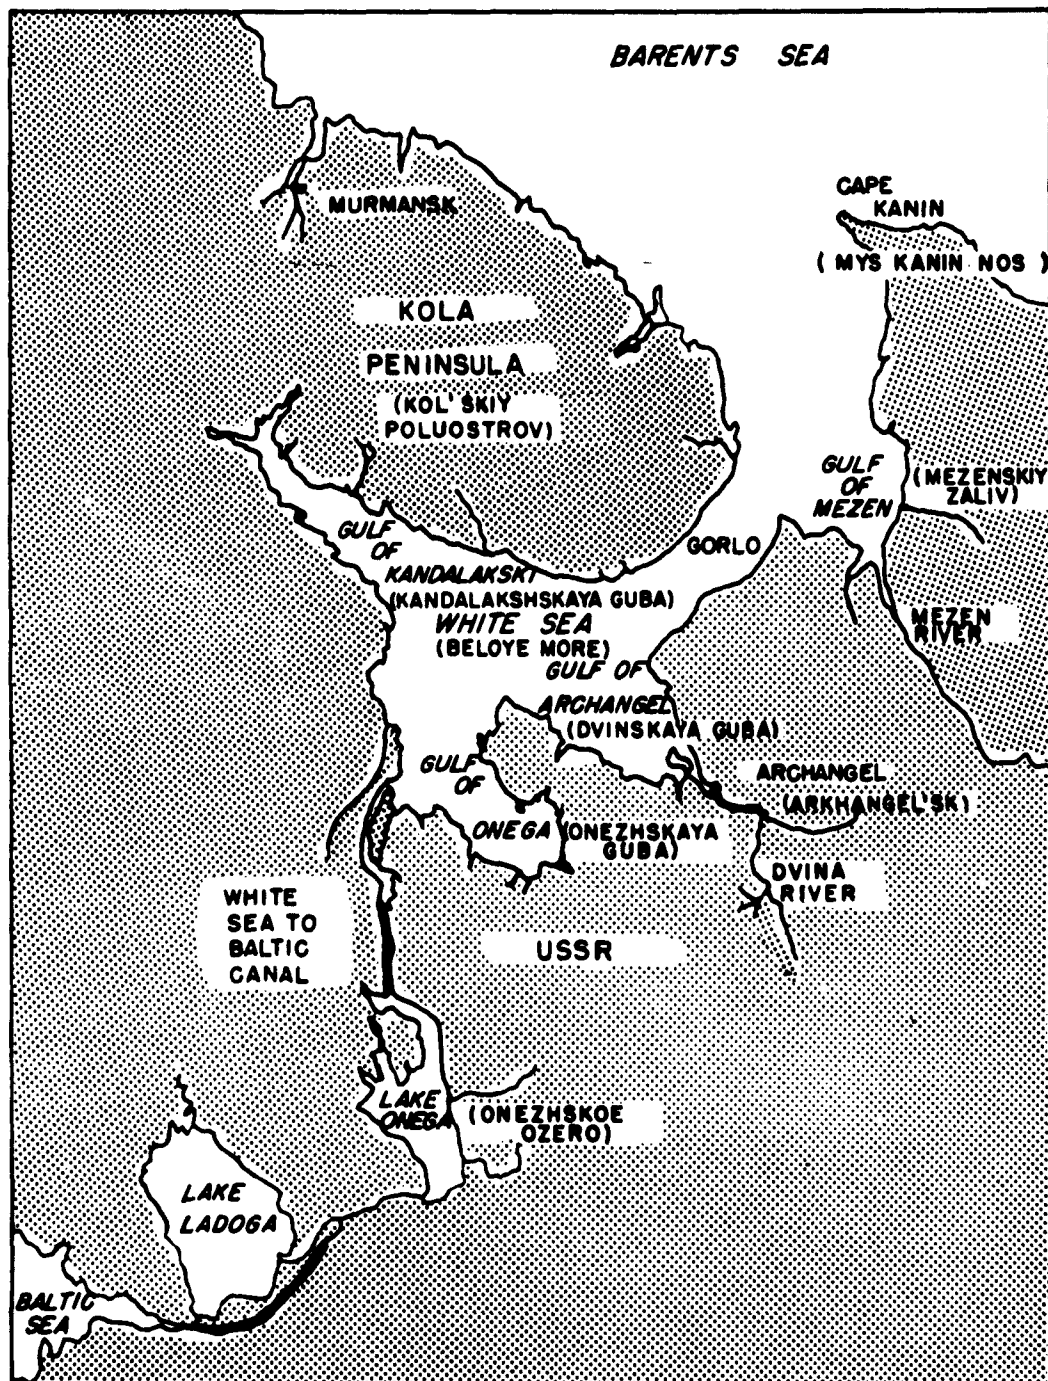 BARENTS SEA
CAPE
KANIN
( MYS KANIN NOS )
MURMANSK
KOLA
PENINSULA
(KOL'SKIY
POLUOSTROV)
GULF
OF
MEZEN
(MEZENSKIY
ZALIV)
GULF
OF
KANDALAKSKI
(KANDALAKSHSKAYA GUBA)
GORLO
WHITE SEA
(BELOYE MORE)
MEZEN
RIVER
GULF OF
ARCHANGEL
(DVINSKAYA GUBA)
GULF
OF
ONEGA
(ONEZHSKAYA
GUBA)
ARCHANGEL
(ARKHANGEL'SK)
DVINA
RIVER
WHITE
SEA TO
BALTIC
CANAL
USSR
LAKE
ONEGA
(ONEZHSKOE
OZERO)
LAKE
LADOGA
BALTIC
SEA